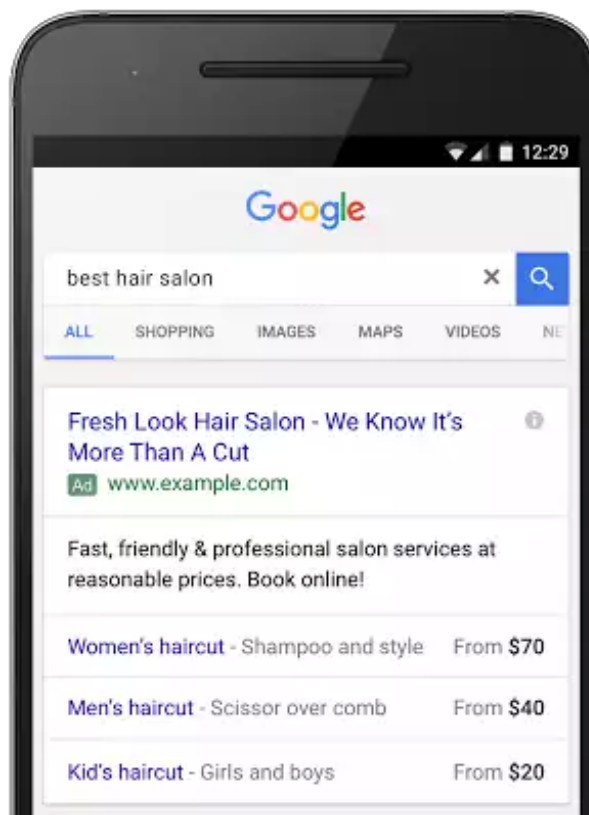 12:29
Google
best hair salon
ALL SHOPPING IMAGES MAPS VIDEOS NE
Fresh Look Hair Salon - We Know It's
More Than A Cut
Ad www.example.com
Fast, friendly & professional salon services at
reasonable prices. Book online!
Women's haircut - Shampoo and style From $70
Men's haircut - Scissor over comb From $40
Kid's haircut - Girls and boys From $20